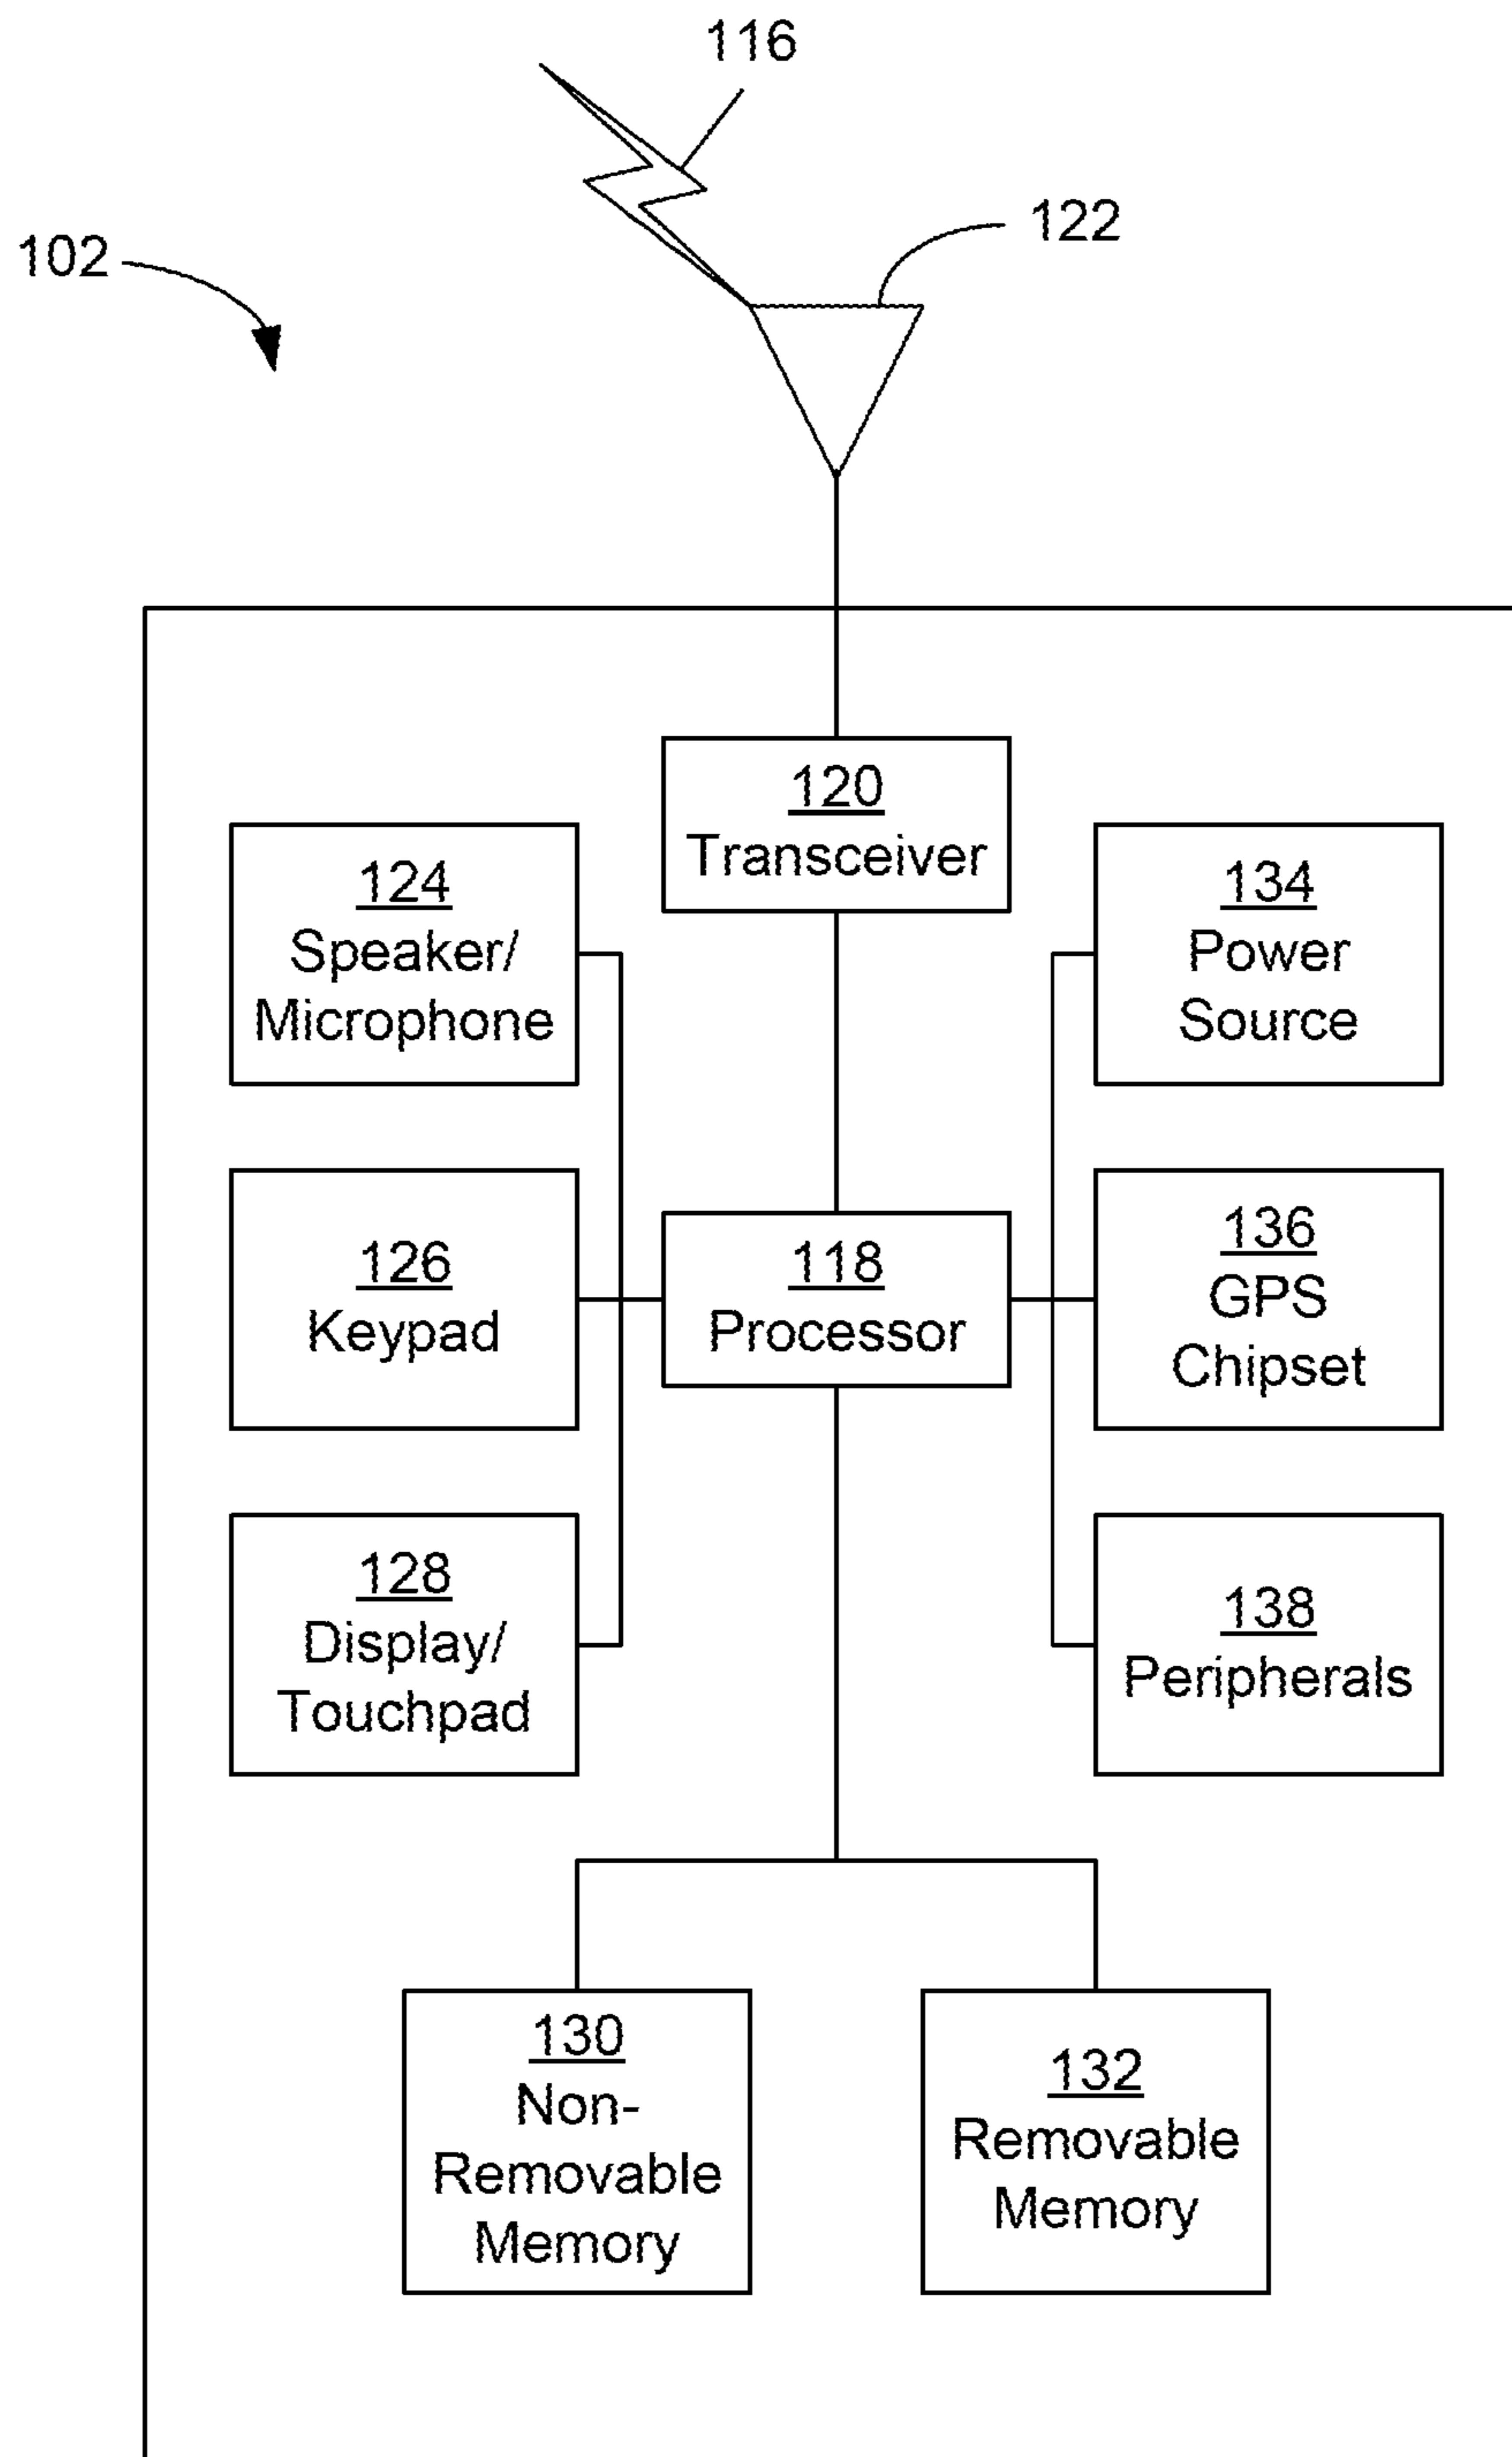 116
122
102
120
Transceiver
124
Speaker/
Microphone
134
Power
Source
126
Keypad
118
Processor
136
GPS
Chipset
128
Display/
Touchpad
138
Peripherals
130
Non-
Removable
Memory
132
Removable
Memory